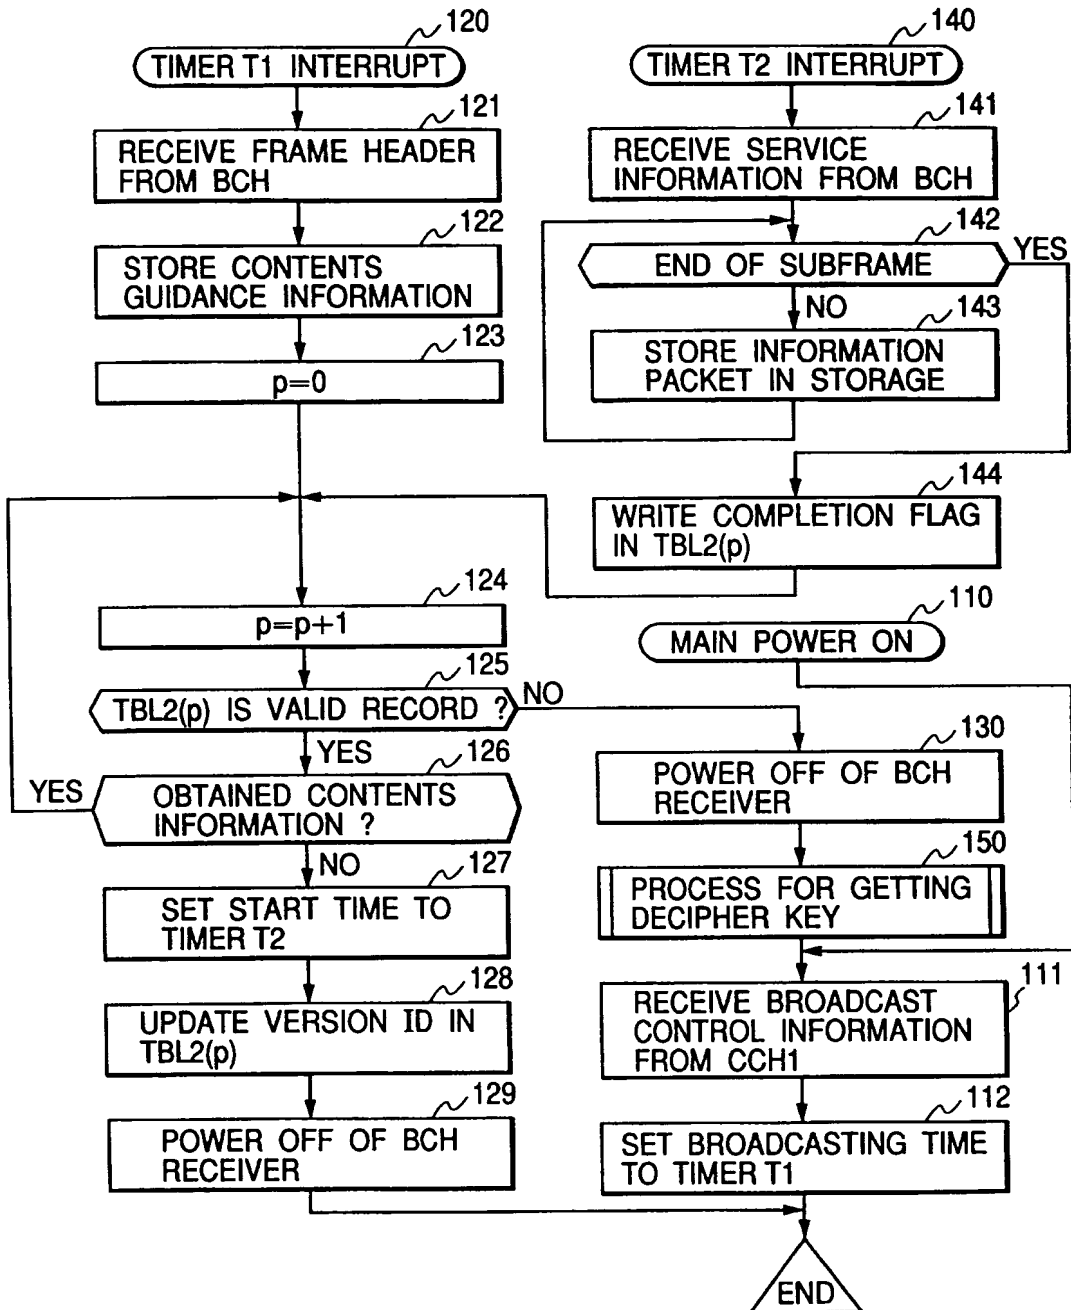 120
TIMER T1 INTERRUPT
121
RECEIVE FRAME HEADER
FROM BCH
122
STORE CONTENTS
GUIDANCE INFORMATION
123
p=0
124
p=p+1
125
TBL2(p) IS VALID RECORD ?
NO
YES
126
YES
OBTAINED CONTENTS
INFORMATION ?
NO
127
SET START TIME TO
TIMER T2
128
UPDATE VERSION ID IN
TBL2(p)
129
POWER OFF OF BCH
RECEIVER
140
TIMER T2 INTERRUPT
141
RECEIVE SERVICE
INFORMATION FROM BCH
142
END OF SUBFRAME
YES
NO
143
STORE INFORMATION
PACKET IN STORAGE
144
WRITE COMPLETION FLAG
IN TBL2(p)
110
MAIN POWER ON
130
POWER OFF OF BCH
RECEIVER
150
PROCESS FOR GETTING
DECIPHER KEY
111
RECEIVE BROADCAST
CONTROL INFORMATION
FROM CCH1
112
SET BROADCASTING TIME
TO TIMER T1
END